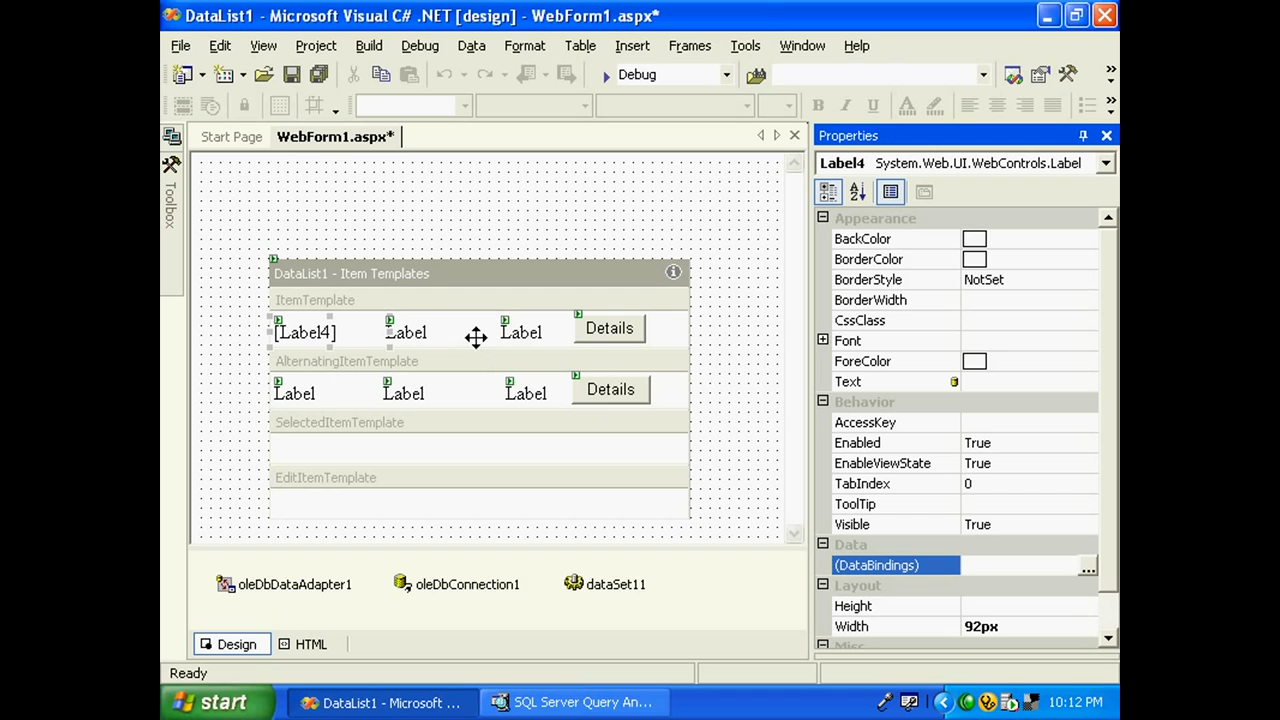 DataList1 - Microsoft Visual C# .NET [design] - WebForm1.aspx*
File Edit View Project Build Debug Data Format Table Insert Frames Tools Window Help
Debug
B I U A
Start Page WebForm1.aspx*
Toolbox
DataList1 - Item Templates
ItemTemplate
[Label4] Label Label Details
AlternatingItemTemplate
Label Label Label Details
SelectedItemTemplate
EditItemTemplate
oleDbDataAdapter1 oleDbConnection1 dataSet11
Design HTML
Properties
Label4 System.Web.UI.WebControls.Label
Appearance
BackColor
BorderColor
BorderStyle NotSet
BorderWidth
CssClass
Font
ForeColor
Text
Behavior
AccessKey
Enabled True
EnableViewState True
TabIndex 0
ToolTip
Visible True
Data
(DataBindings) ...
Layout
Height
Width 92px
Misc
Ready
start DataList1 - Microsoft ... SQL Server Query An... 10:12 PM